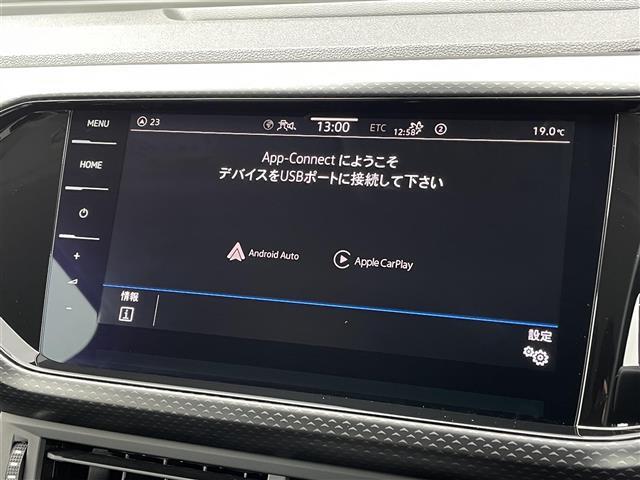 MENU
23
13:00
ETC
12:58
2
19.0℃
HOME
App-Connect にようこそ
デバイスをUSBポートに接続して下さい
Android Auto
Apple CarPlay
+
-
情報
i
設定